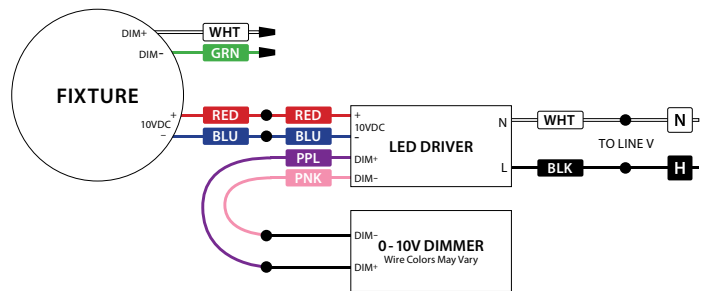 DIM+ WHT
DIM− GRN
FIXTURE
+ RED RED +
10VDC 10VDC
− BLU BLU −
PPL DIM+
PNK DIM−
LED DRIVER
N WHT N
TO LINE V
L BLK H
DIM−
0-10V DIMMER
Wire Colors May Vary
DIM+